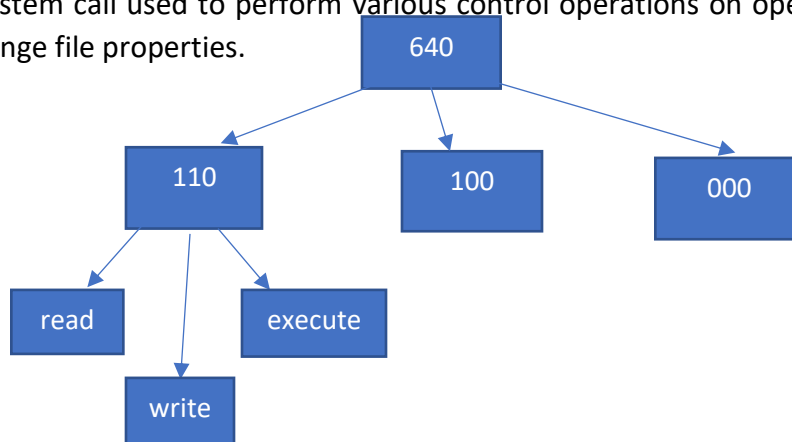 stem call used to perform various control operations on ope
nge file properties.
640
110
100
000
read
execute
write